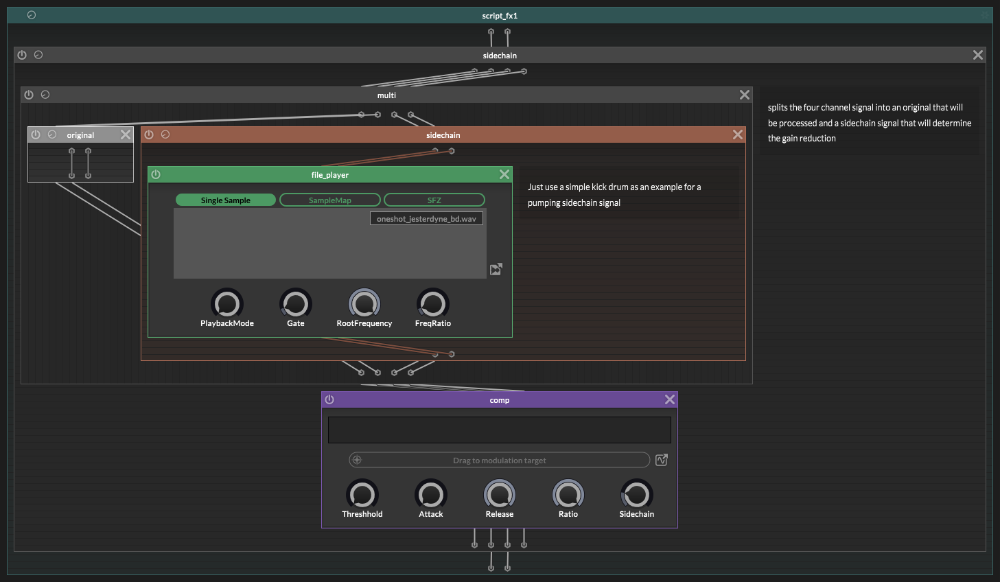 script_fx1
sidechain
multi
splits the four channel signal into an original that will
be processed and a sidechain signal that will determine
the gain reduction
original
sidechain
file_player
Just use a simple kick drum as an example for a
pumping sidechain signal
Single Sample
SampleMap
SFZ
oneshot_jesterdyne_bd.wav
PlaybackMode
Gate
RootFrequency
FreqRatio
comp
Drag to modulation target
Threshhold
Attack
Release
Ratio
Sidechain